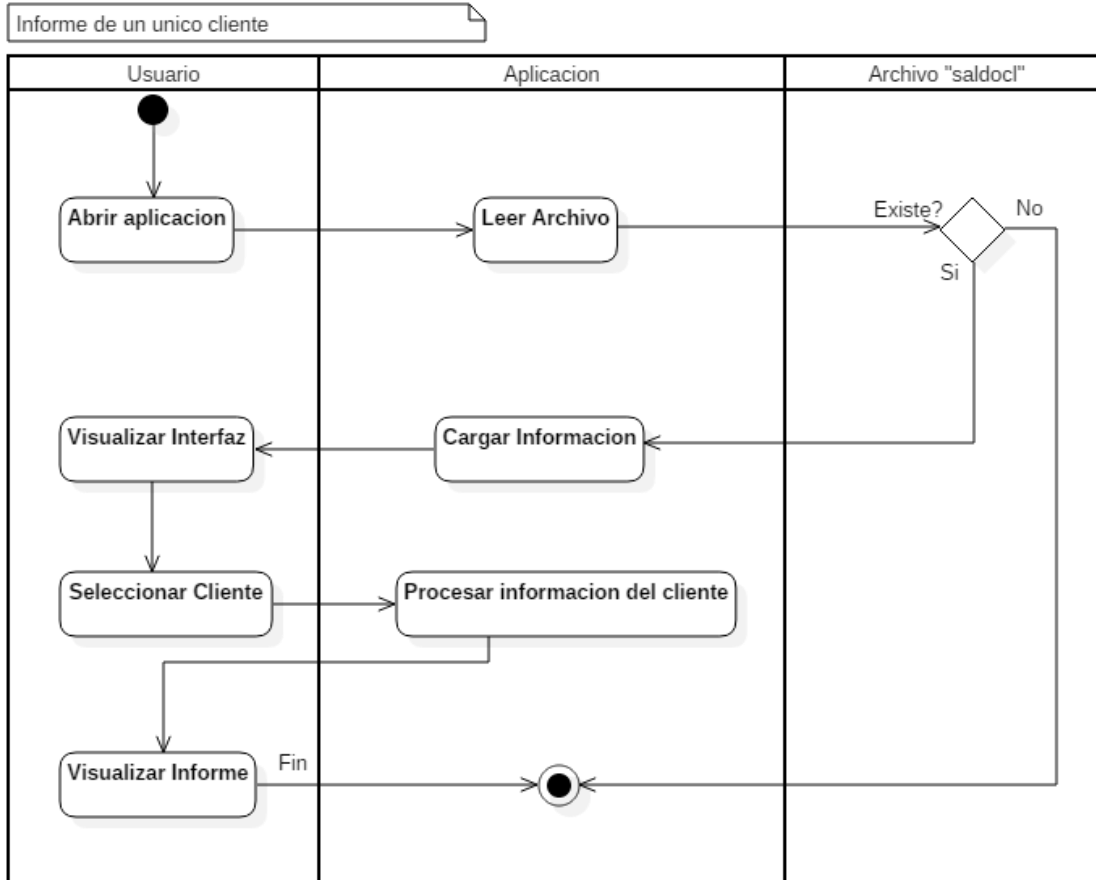 Informe de un unico cliente
Usuario
Aplicacion
Archivo "saldocl"
Abrir aplicacion
Leer Archivo
Existe?
No
Si
Visualizar Interfaz
Cargar Informacion
Seleccionar Cliente
Procesar informacion del cliente
Visualizar Informe
Fin